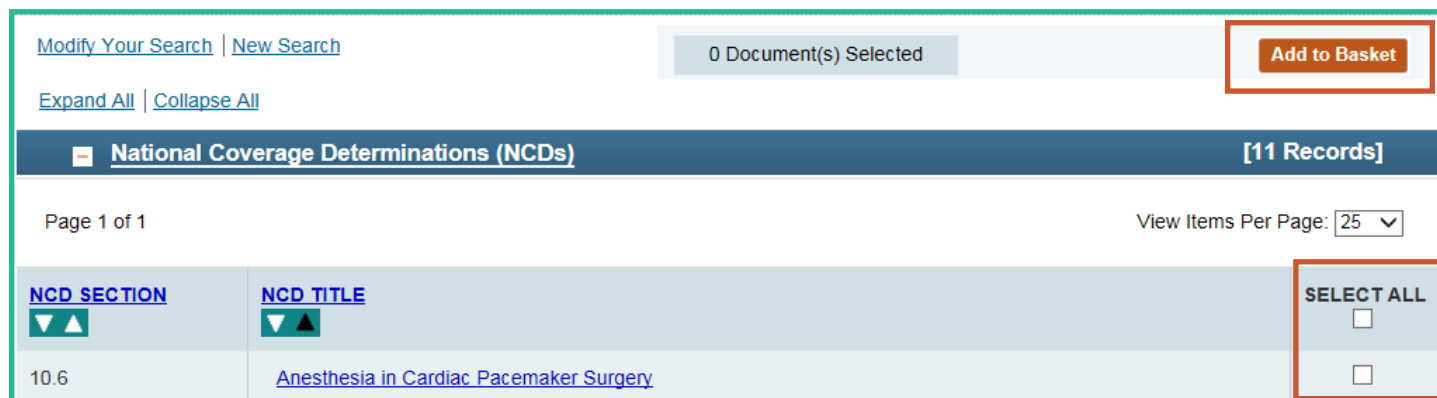 Modify Your Search | New Search
0 Document(s) Selected
Add to Basket
Expand All | Collapse All
National Coverage Determinations (NCDs)
[11 Records]
Page 1 of 1
View Items Per Page: 25
NCD SECTION
NCD TITLE
SELECT ALL
10.6
Anesthesia in Cardiac Pacemaker Surgery